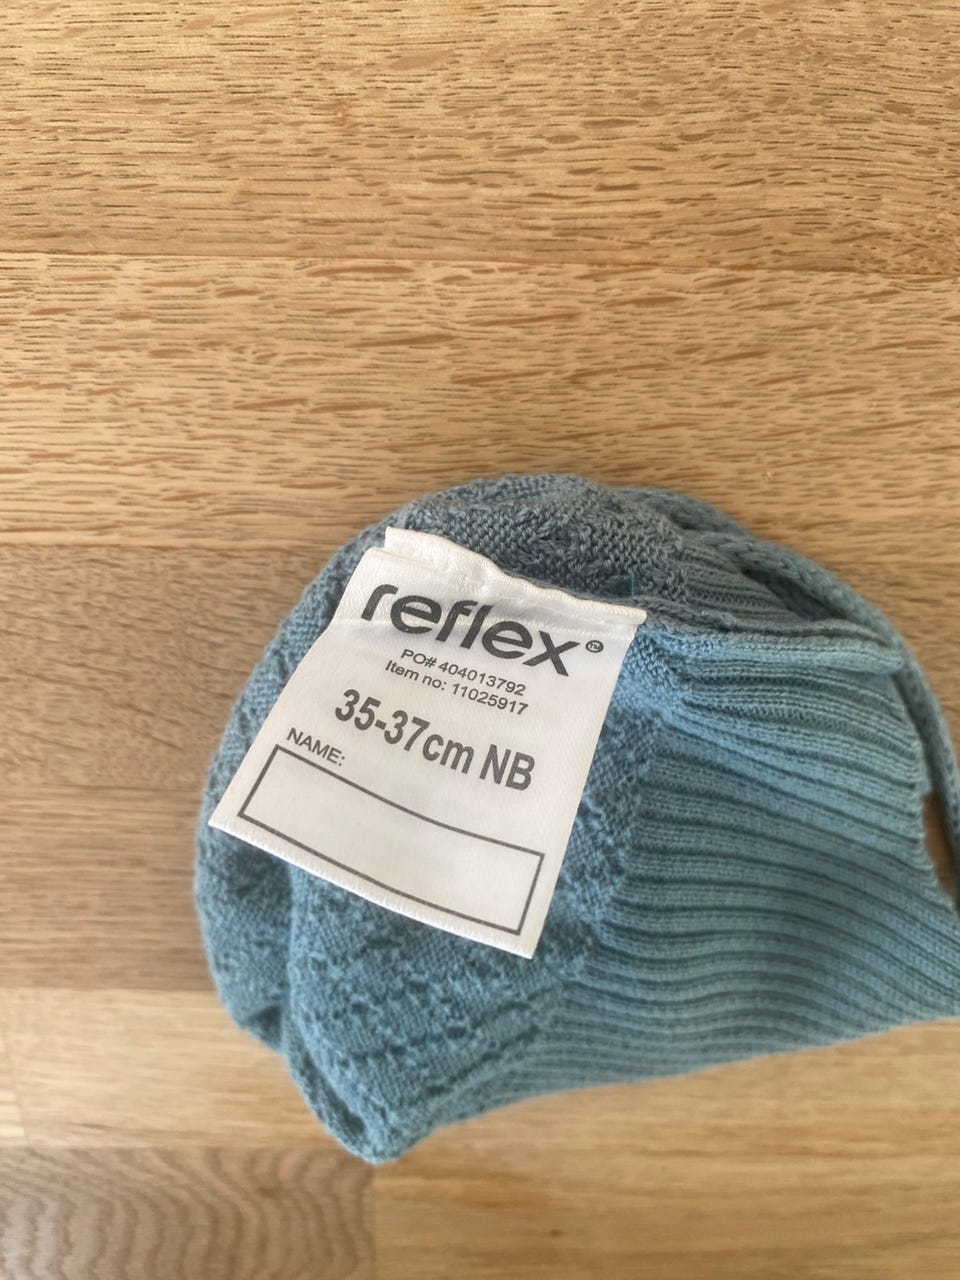 reflex™
PO# 404013792
Item no: 11025917
35-37cm NB
NAME: